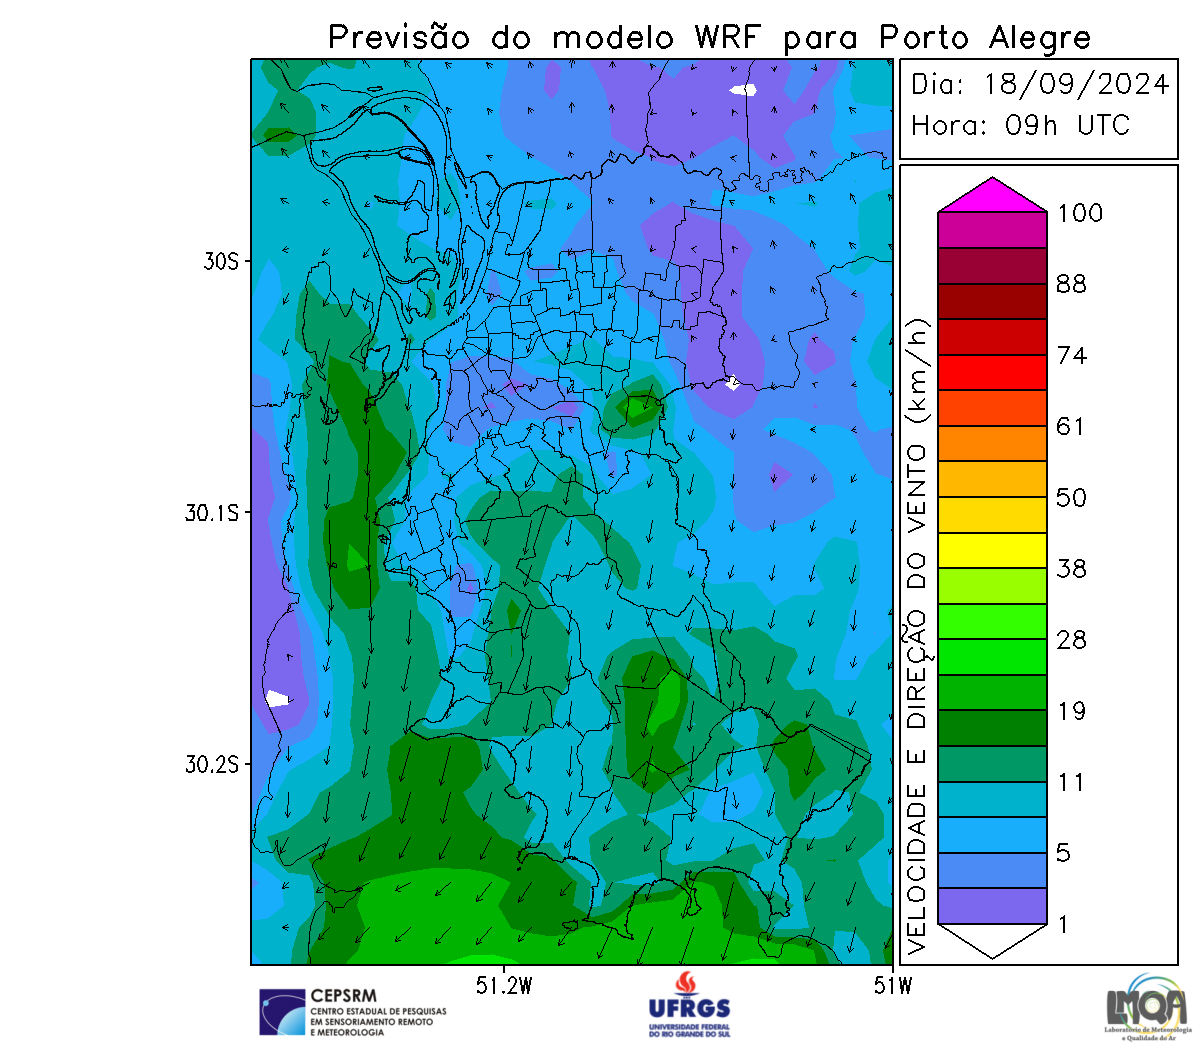 Previsão do modelo WRF para Porto Alegre
Dia: 18/09/2024
Hora: 09h UTC
30S
30.1S
30.2S
51.2W
51W
VELOCIDADE E DIREÇÃO DO VENTO (km/h)
100
88
74
61
50
38
28
19
11
5
1
CEPSRM
CENTRO ESTADUAL DE PESQUISAS
EM SENSORIAMENTO REMOTO
E METEOROLOGIA
UFRGS
UNIVERSIDADE FEDERAL
DO RIO GRANDE DO SUL
LMQA
Laboratório de Meteorologia
e Qualidade do Ar